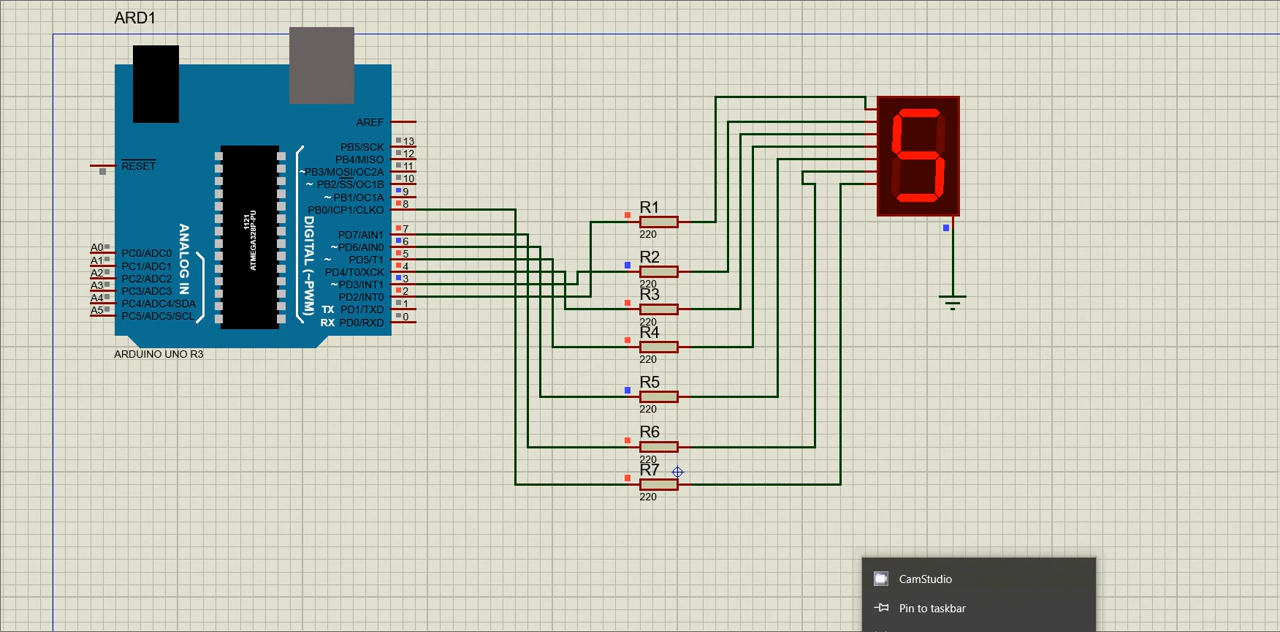 ARD1
AREF
PB5/SCK 13
PB4/MISO 12
RESET
~PB3/MOSI/OC2A 11
~ PB2/SS/OC1B 10
~ PB1/OC1A 9
PB0/ICP1/CLKO 8
PD7/AIN1 7
~ PD6/AIN0 6
~ PD5/T1 5
PD4/T0/XCK 4
~ PD3/INT1 3
PD2/INT0 2
TX PD1/TXD 1
RX PD0/RXD 0
DIGITAL (~PWM)
1121
ATMEGA328P-PU
ANALOG IN
A0 PC0/ADC0
A1 PC1/ADC1
A2 PC2/ADC2
A3 PC3/ADC3
A4 PC4/ADC4/SDA
A5 PC5/ADC5/SCL
ARDUINO UNO R3
R1
220
R2
220
R3
220
R4
220
R5
220
R6
220
R7
220
5
CamStudio
Pin to taskbar